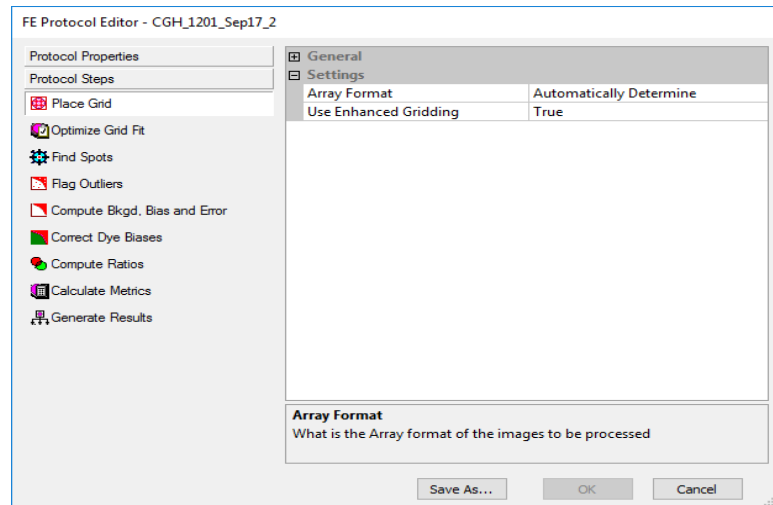 FE Protocol Editor - CGH_1201_Sep17_2
Protocol Properties
Protocol Steps
Place Grid
Optimize Grid Fit
Find Spots
Flag Outliers
Compute Bkgd, Bias and Error
Correct Dye Biases
Compute Ratios
Calculate Metrics
Generate Results
General
Settings
Array Format Automatically Determine
Use Enhanced Gridding True
Array Format
What is the Array format of the images to be processed
Save As... OK Cancel